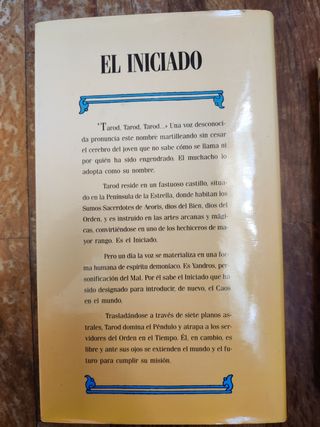 EL INICIADO
‘Tarod, Tarod, Tarod...» Una voz desconoci-
da pronuncia este nombre martilleando sin cesar
el cerebro del joven que no sabe cómo se llama ni
por quién ha sido engendrado. El muchacho lo
adopta como su nombre.
Tarod reside en un fastuoso castillo, situa-
do en la Península de la Estrella, donde habitan los
Sumos Sacerdotes de Aeoris, dios del Bien, dios del
Orden, y es instruido en las artes arcanas y mági-
cas, convirtiéndose en uno de los hechiceros de ma-
yor rango. Es el Iniciado.
Pero un día la voz se materializa en una for-
ma humana de espíritu demoníaco. Es Yandros, per-
sonificación del Mal. Por él sabe el Iniciado que ha
sido designado para introducir, de nuevo, el Caos
en el mundo.
Trasladándose a través de siete planos as-
trales, Tarod domina el Péndulo y atrapa a los ser-
vidores del Orden en el Tiempo. Él, en cambio, es
libre y ante sus ojos se extienden el mundo y el fu-
turo para cumplir su misión.